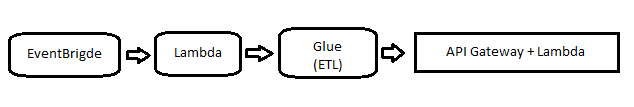 EventBrigde
Lambda
Glue
(ETL)
API Gateway + Lambda